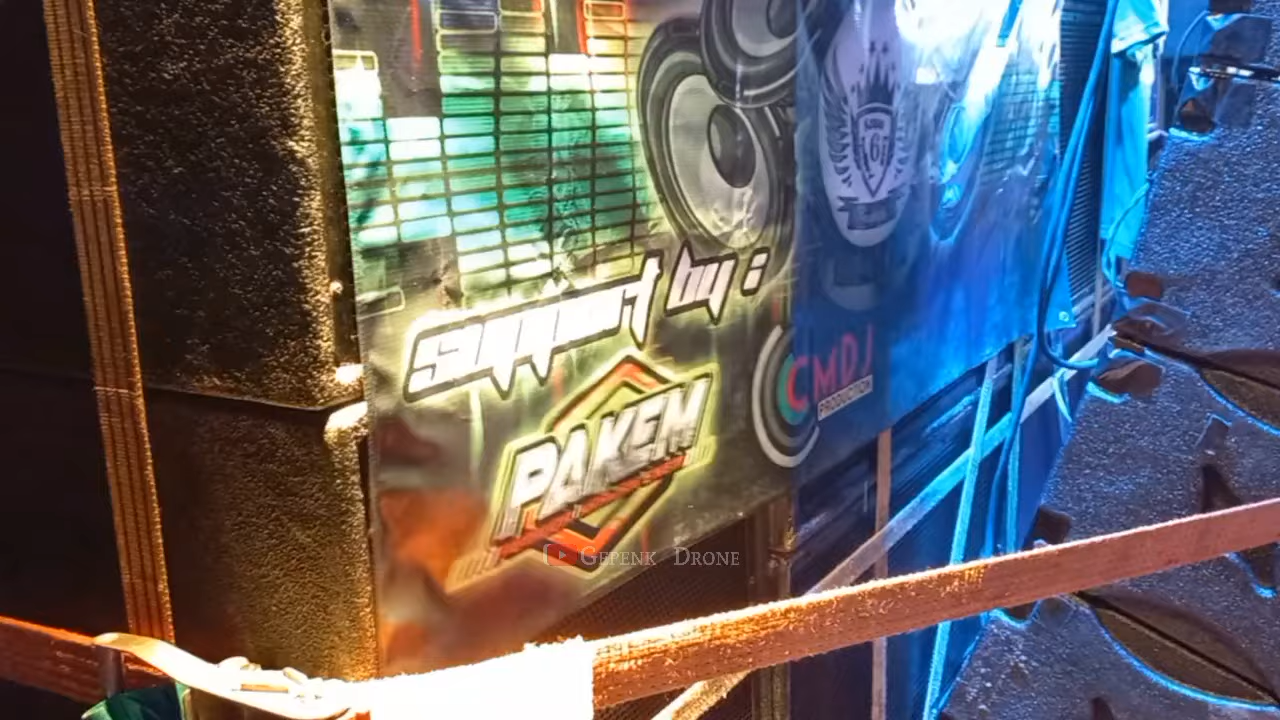 support by :
CMDJ
PRODUCTION
PAKEM
Gepenk Drone